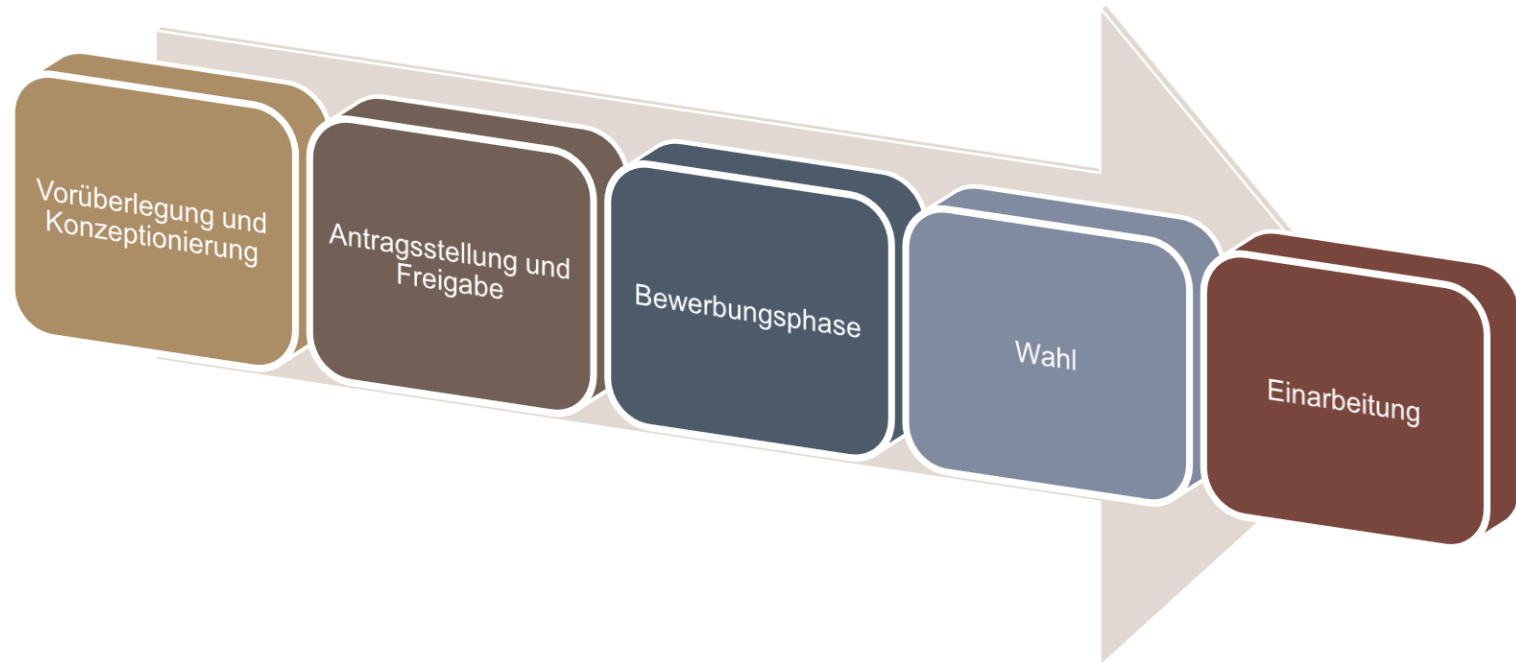 Vorüberlegung und
Konzeptionierung
Antragsstellung und
Freigabe
Bewerbungsphase
Wahl
Einarbeitung